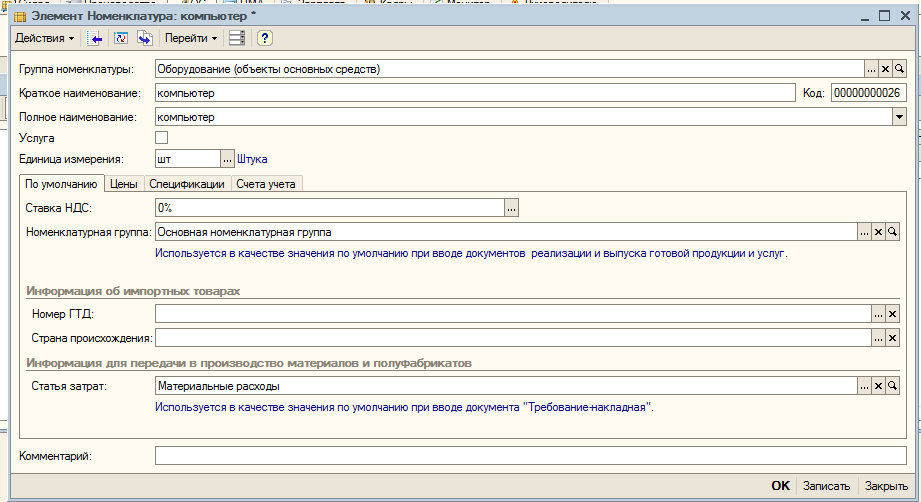 Элемент Номенклатура: компьютер *
Действия Перейти
Группа номенклатуры: Оборудование (объекты основных средств)
Краткое наименование: компьютер Код: 00000000026
Полное наименование: компьютер
Услуга
Единица измерения: шт ... Штука
По умолчанию Цены Спецификации Счета учета
Ставка НДС: 0% ...
Номенклатурная группа: Основная номенклатурная группа
Используется в качестве значения по умолчанию при вводе документов реализации и выпуска готовой продукции и услуг.
Информация об импортных товарах
Номер ГТД:
Страна происхождения:
Информация для передачи в производство материалов и полуфабрикатов
Статья затрат: Материальные расходы
Используется в качестве значения по умолчанию при вводе документа "Требование-накладная".
Комментарий:
OK Записать Закрыть